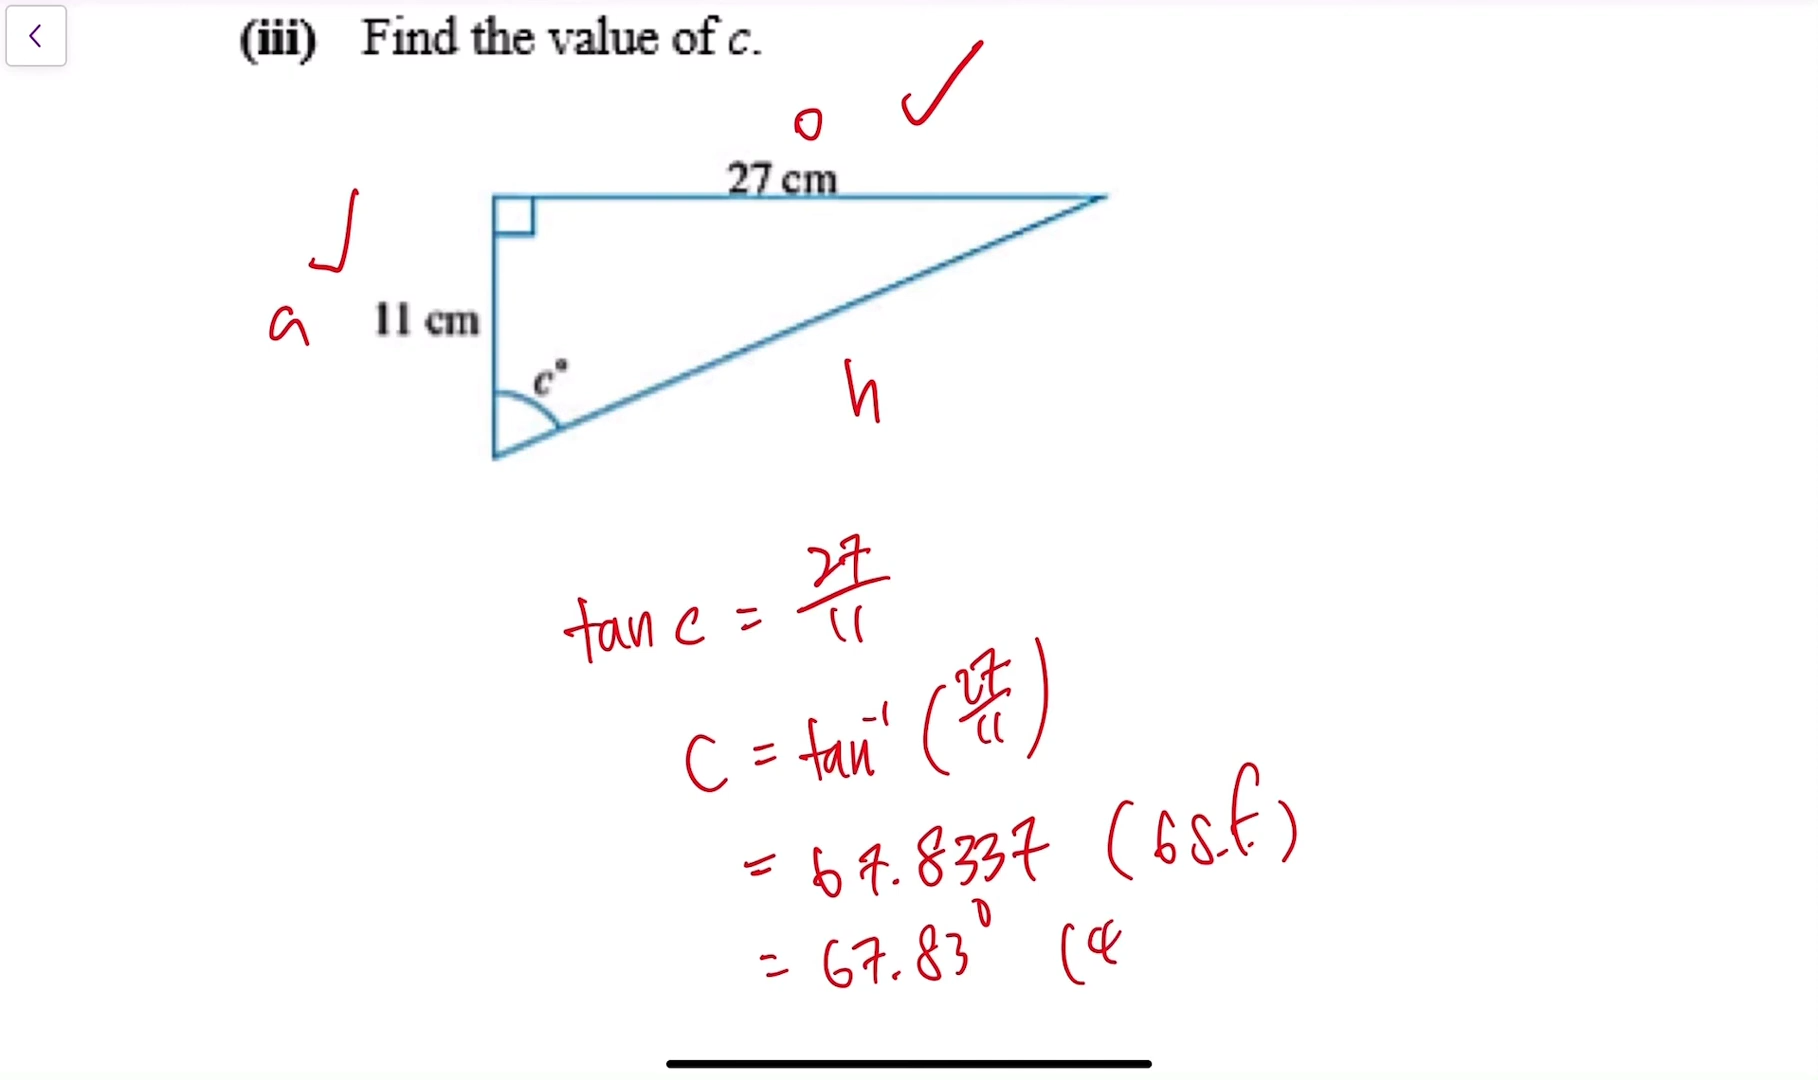 (iii) Find the value of c.
o
27 cm
a
11 cm
c°
h
tan c = 27/11
C = tan⁻¹ (27/11)
= 67.8337 (6 s.f.)
= 67.83° (4